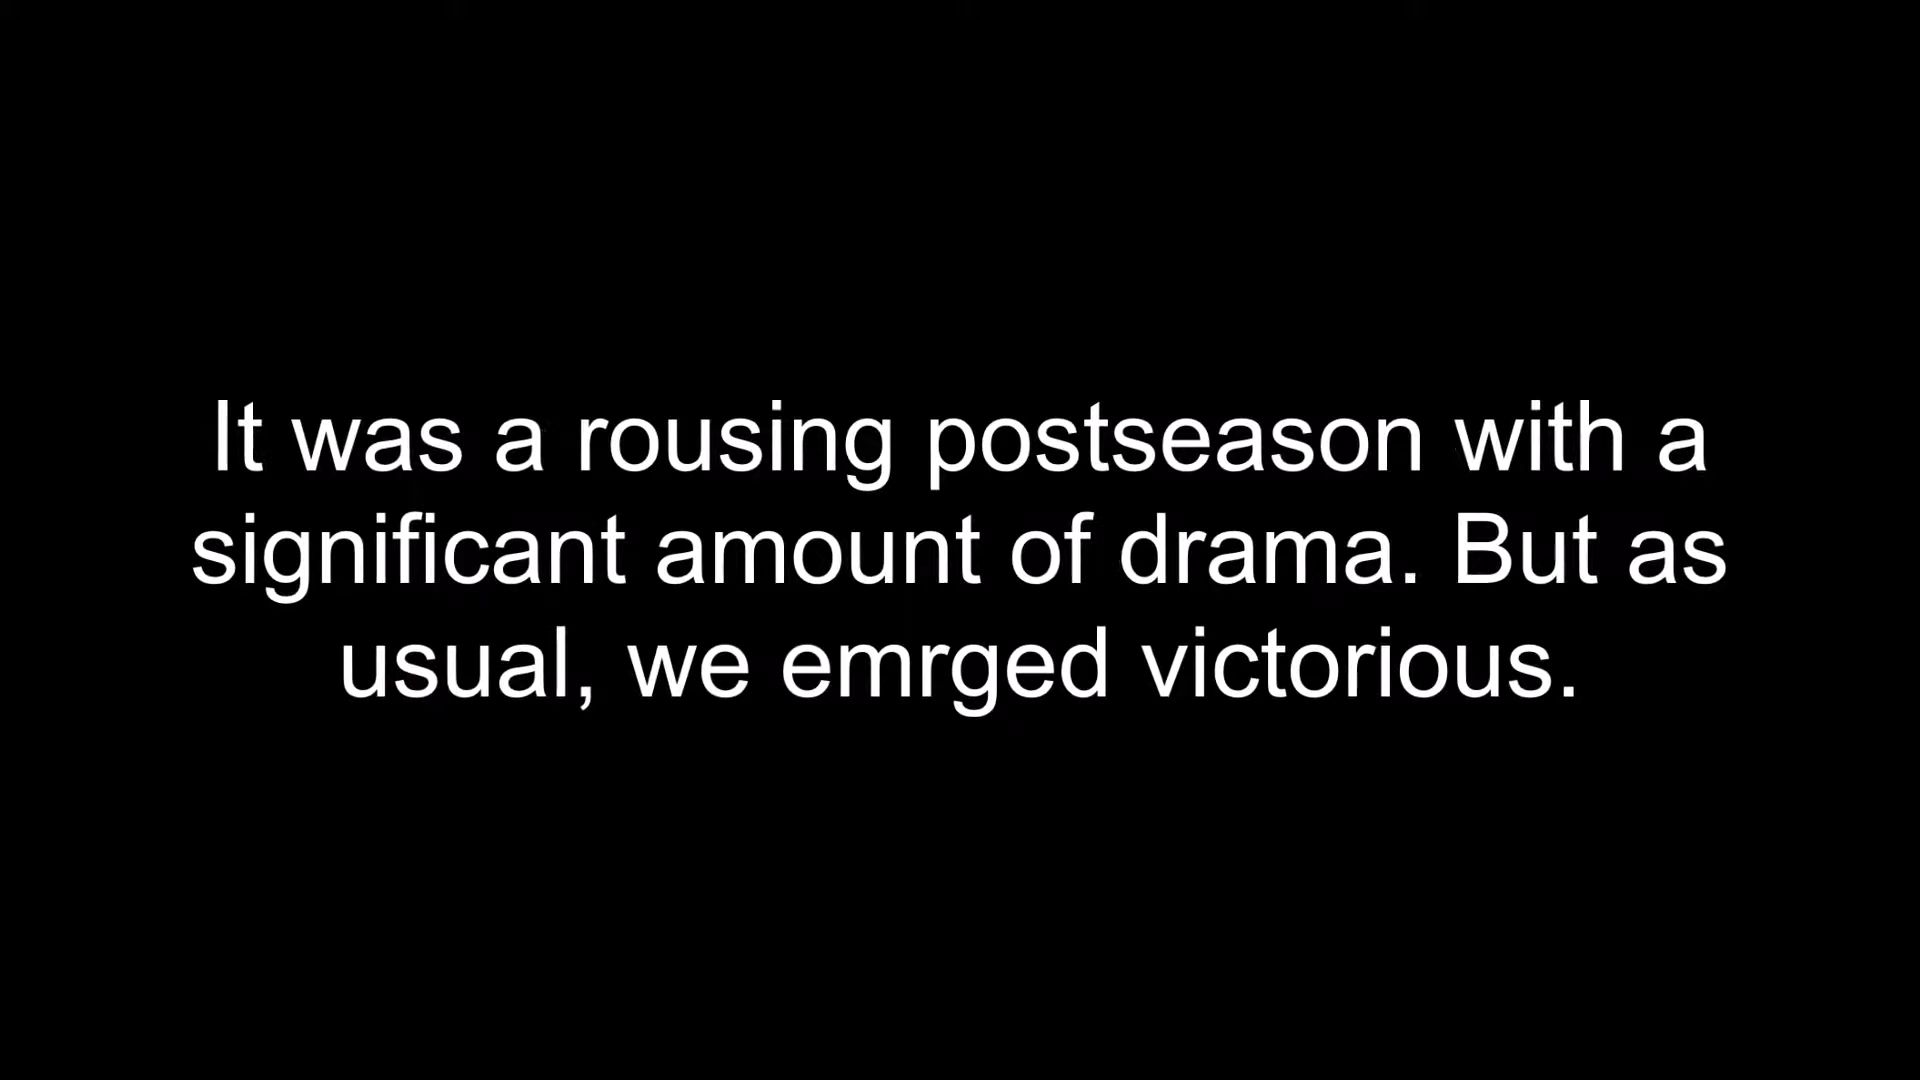 It was a rousing postseason with a
significant amount of drama. But as
usual, we emrged victorious.